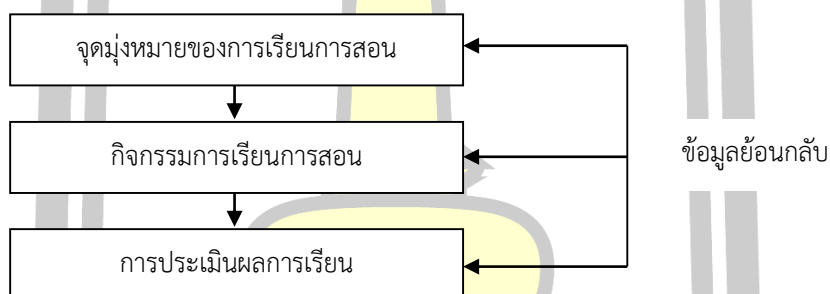 จุดมุ่งหมายของการเรียนการสอน
กิจกรรมการเรียนการสอน
ข้อมูลย้อนกลับ
การประเมินผลการเรียน